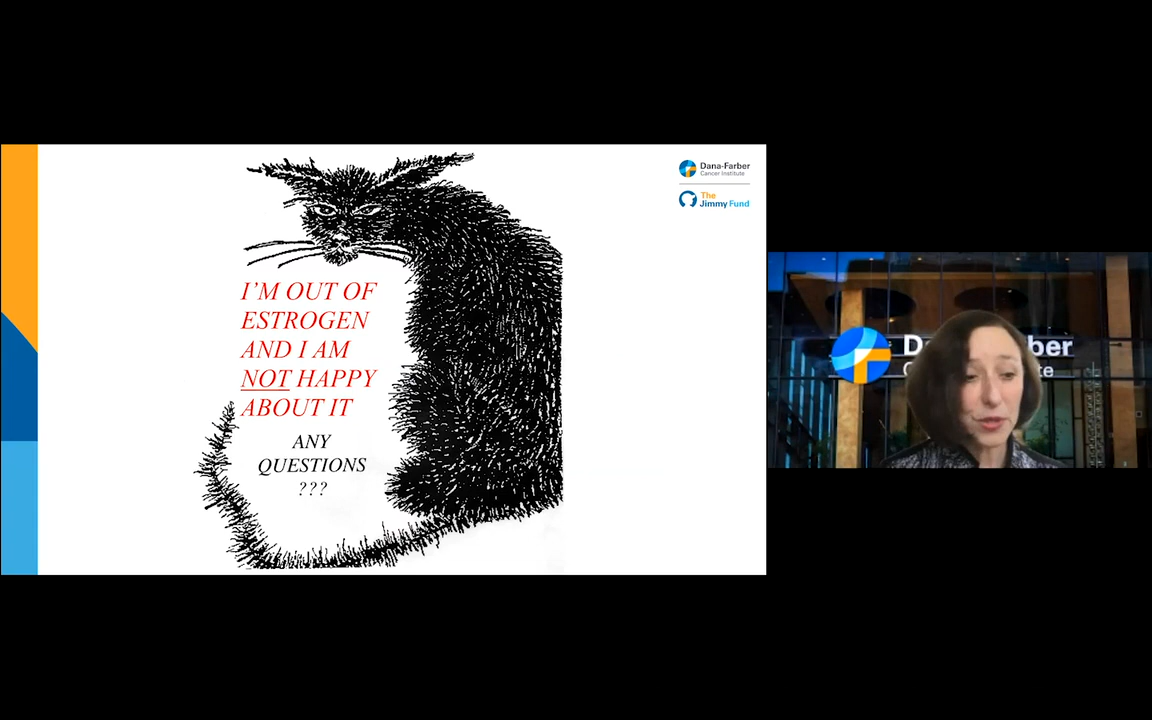 I'M OUT OF
ESTROGEN
AND I AM
NOT HAPPY
ABOUT IT
ANY
QUESTIONS
???
Dana-Farber
Cancer Institute
The
Jimmy Fund